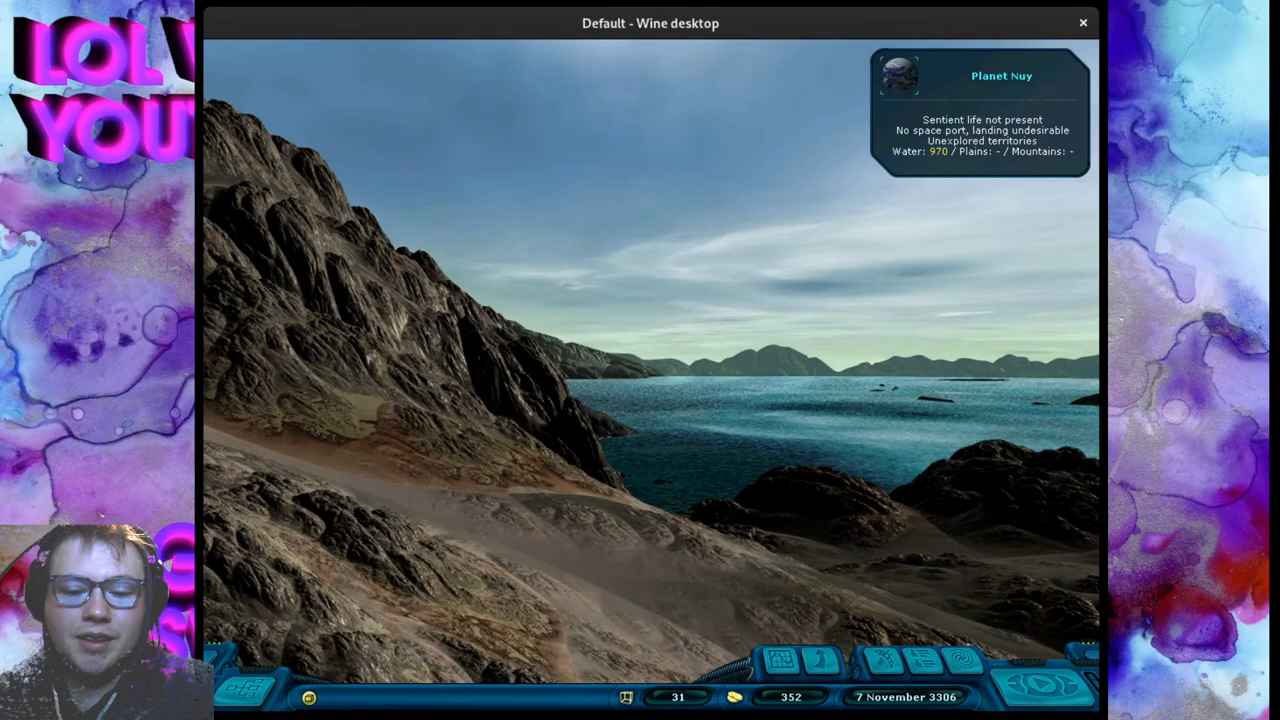 LOL
YOU
Default - Wine desktop
Planet Nuy
Sentient life not present
No space port, landing undesirable
Unexplored territories
Water: 970 / Plains: - / Mountains: -
31
352
7 November 3306